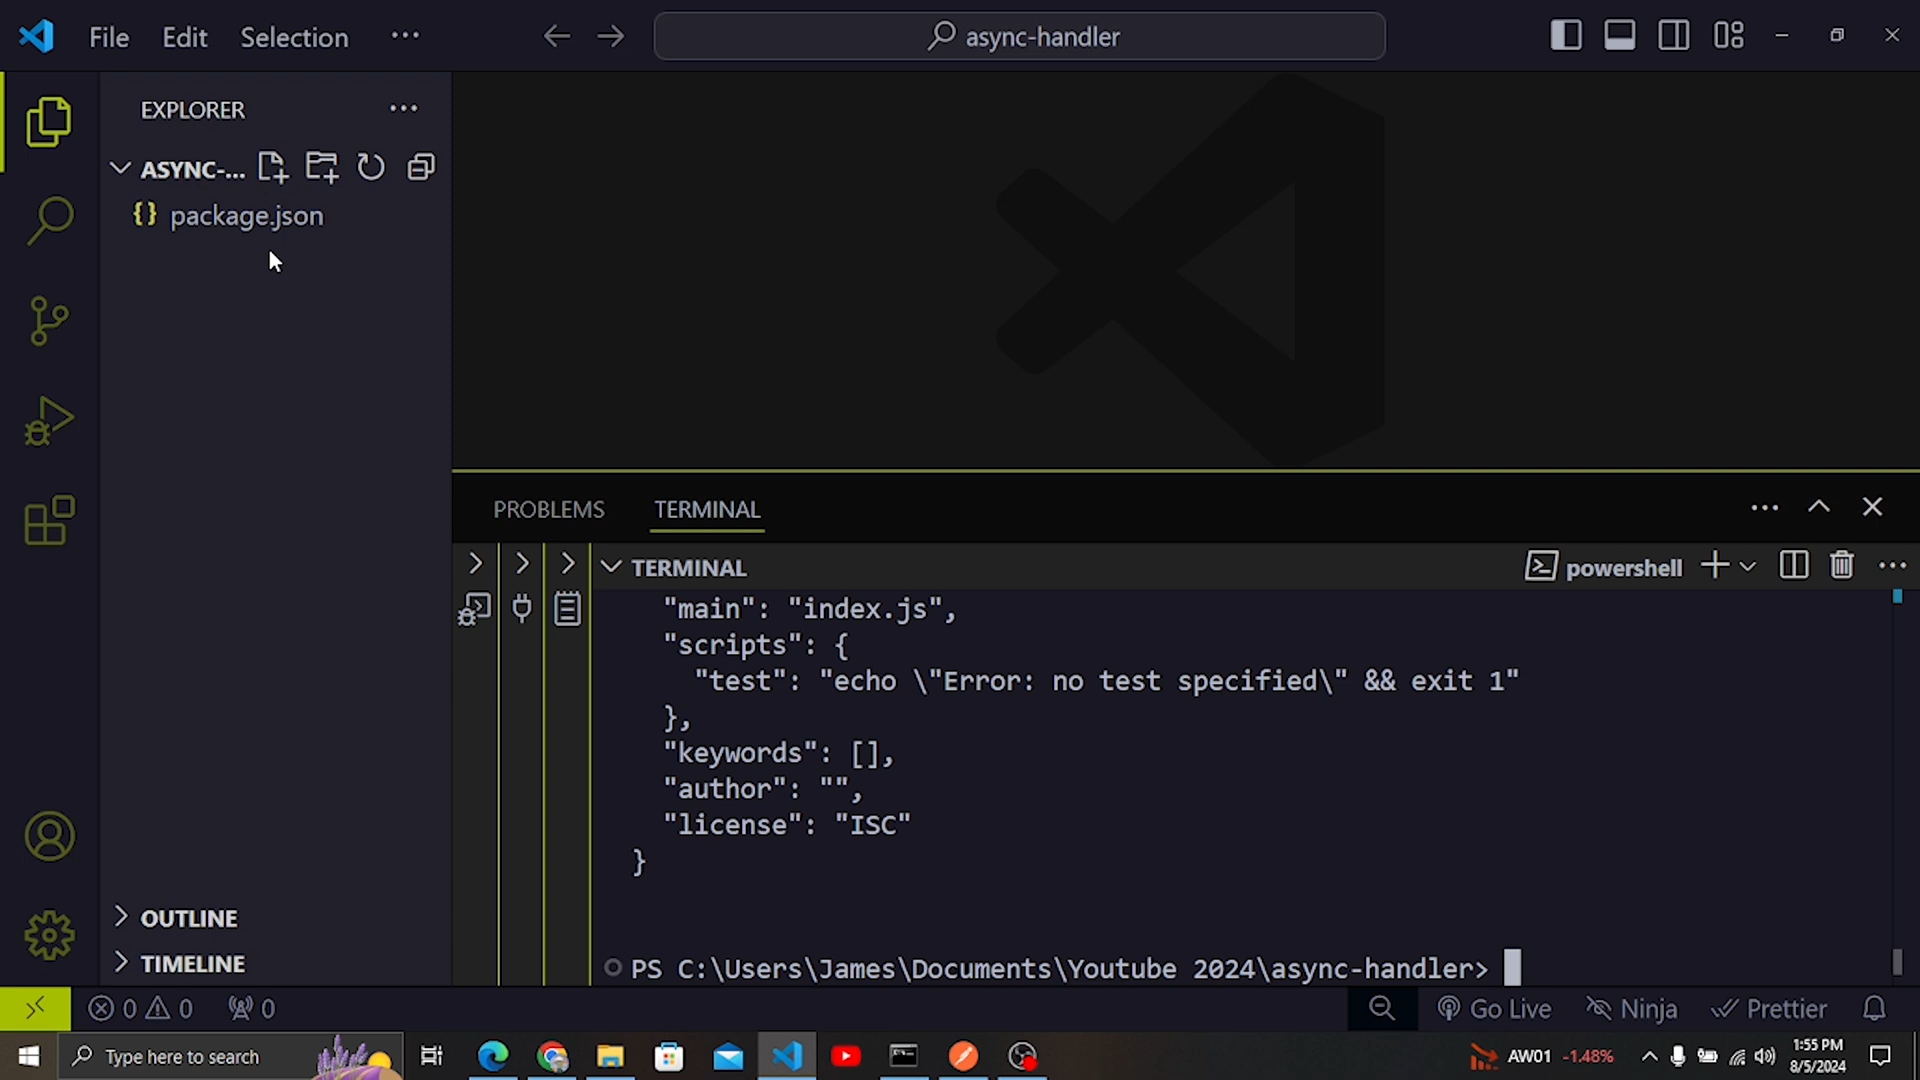 File Edit Selection ···
async-handler
EXPLORER
ASYNC-...
{} package.json
OUTLINE
TIMELINE
PROBLEMS TERMINAL
TERMINAL
powershell
"main": "index.js",
"scripts": {
"test": "echo \"Error: no test specified\" && exit 1"
},
"keywords": [],
"author": "",
"license": "ISC"
}
PS C:\Users\James\Documents\Youtube 2024\async-handler>
0 0 0
Go Live Ninja Prettier
Type here to search
AW01 -1.48%
1:55 PM
8/5/2024